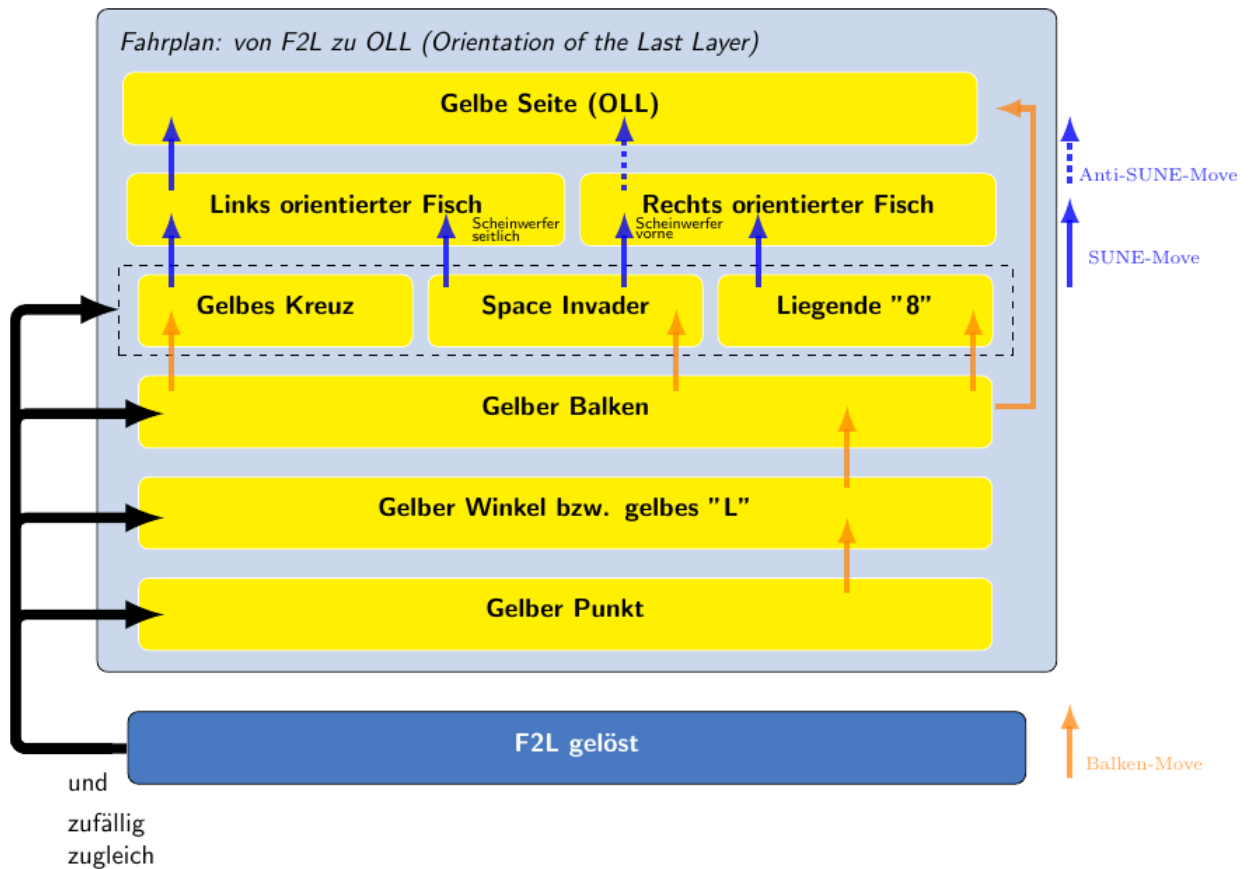 Fahrplan: von F2L zu OLL (Orientation of the Last Layer)
Gelbe Seite (OLL)
Anti-SUNE-Move
Links orientierter Fisch
Rechts orientierter Fisch
Scheinwerfer
seitlich
Scheinwerfer
vorne
SUNE-Move
Gelbes Kreuz
Space Invader
Liegende "8"
Gelber Balken
Gelber Winkel bzw. gelbes "L"
Gelber Punkt
F2L gelöst
Balken-Move
und
zufällig
zugleich